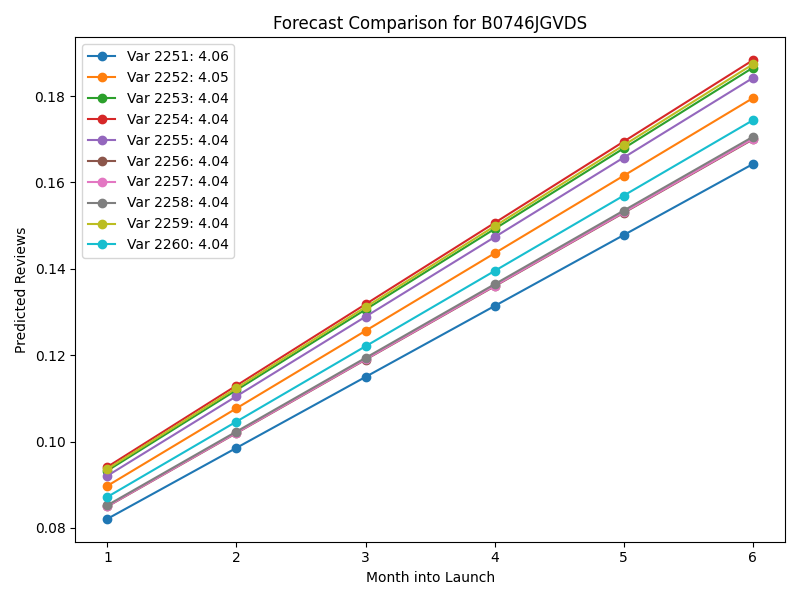 Forecast Comparison for B0746JGVDS
Var 2251: 4.06
Var 2252: 4.05
Var 2253: 4.04
Var 2254: 4.04
Var 2255: 4.04
Var 2256: 4.04
Var 2257: 4.04
Var 2258: 4.04
Var 2259: 4.04
Var 2260: 4.04
Predicted Reviews
0.18
0.16
0.14
0.12
0.10
0.08
1 2 3 4 5 6
Month into Launch